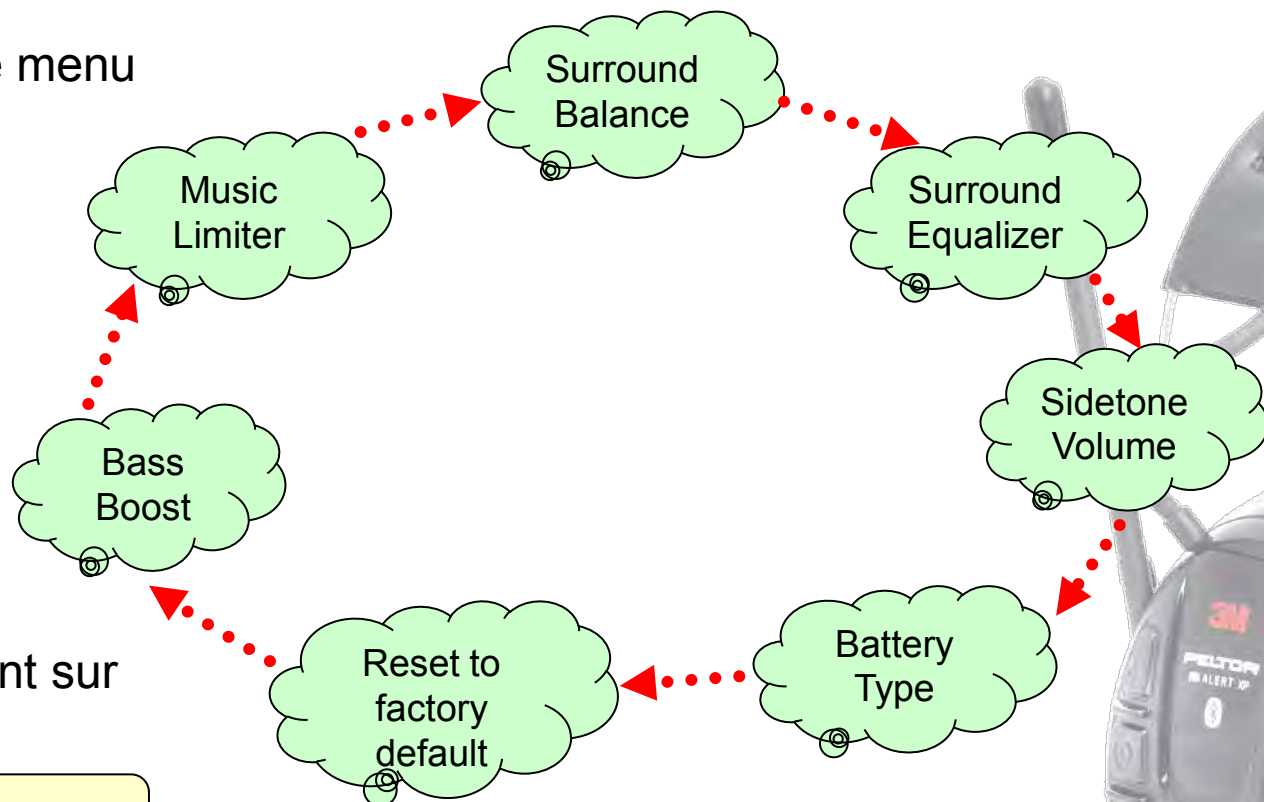 e menu
Surround
Balance
Music
Limiter
Surround
Equalizer
Sidetone
Volume
Bass
Boost
Battery
Type
Reset to
factory
default
nt sur
3M
PELTOR
ALERT XP